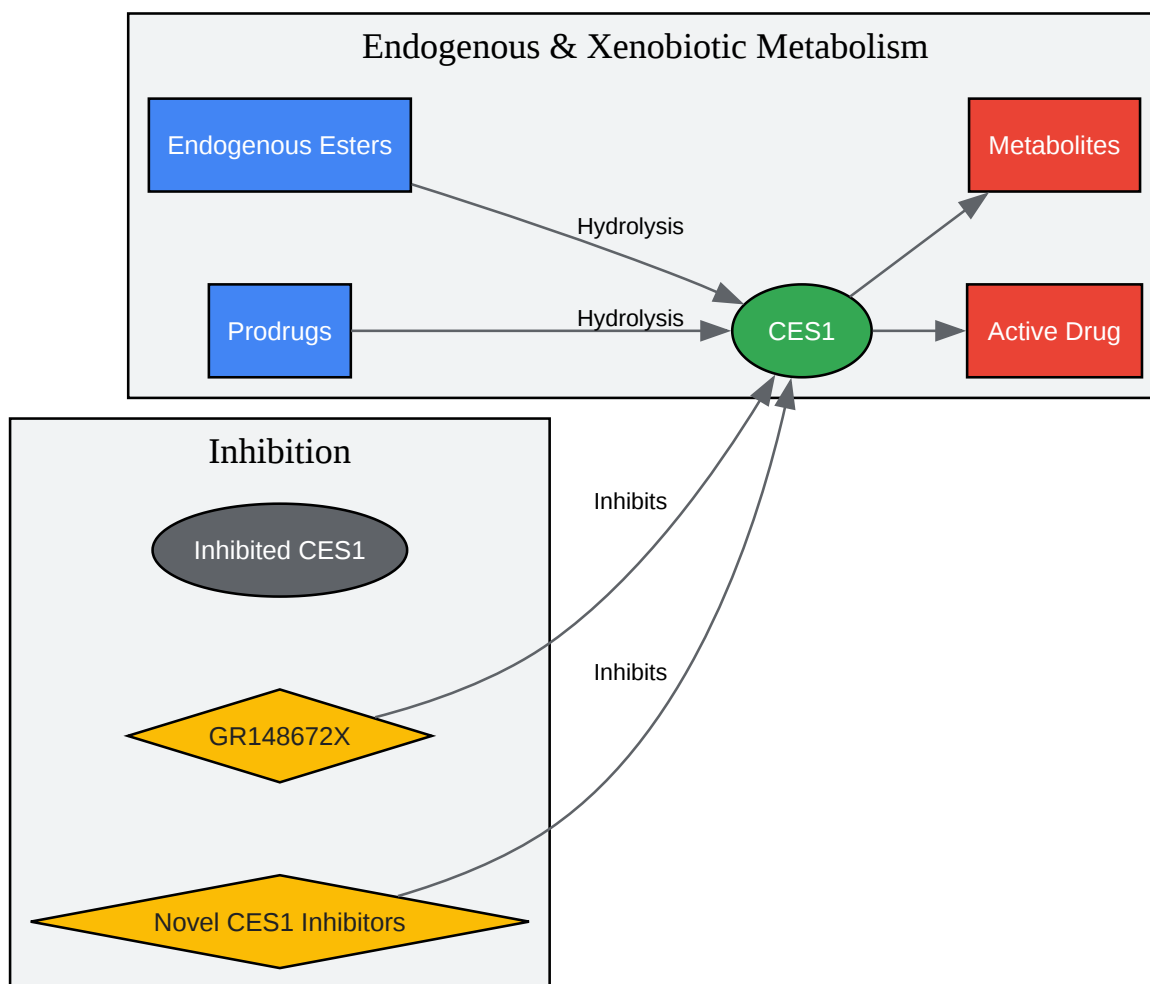 Endogenous & Xenobiotic Metabolism
Endogenous Esters
Metabolites
Hydrolysis
Prodrugs
Hydrolysis
CES1
Active Drug
Inhibition
Inhibits
Inhibited CES1
Inhibits
GR148672X
Novel CES1 Inhibitors